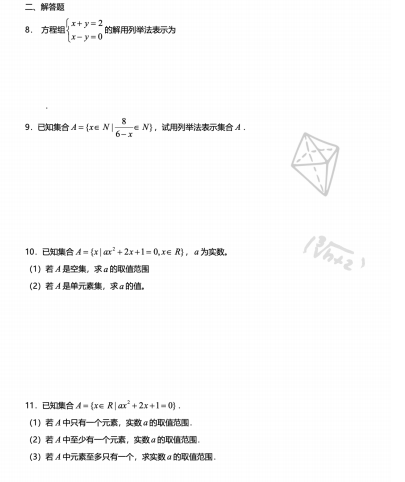 二、解答题
8． 方程组{x+y=2 x−y=0的解用列举法表示为
9．已知集合 A={x∈ N | 8/(6−x) ∈ N}，试用列举法表示集合 A．
10．已知集合 A={x | ax²+2x+1=0,x∈ R}，a 为实数。
（1）若 A 是空集，求 a 的取值范围
（2）若 A 是单元素集，求 a 的值。
11．已知集合 A={x∈ R | ax²+2x+1=0}．
（1）若 A 中只有一个元素，实数 a 的取值范围．
（2）若 A 中至少有一个元素，实数 a 的取值范围．
（3）若 A 中元素至多只有一个，求实数 a 的取值范围．